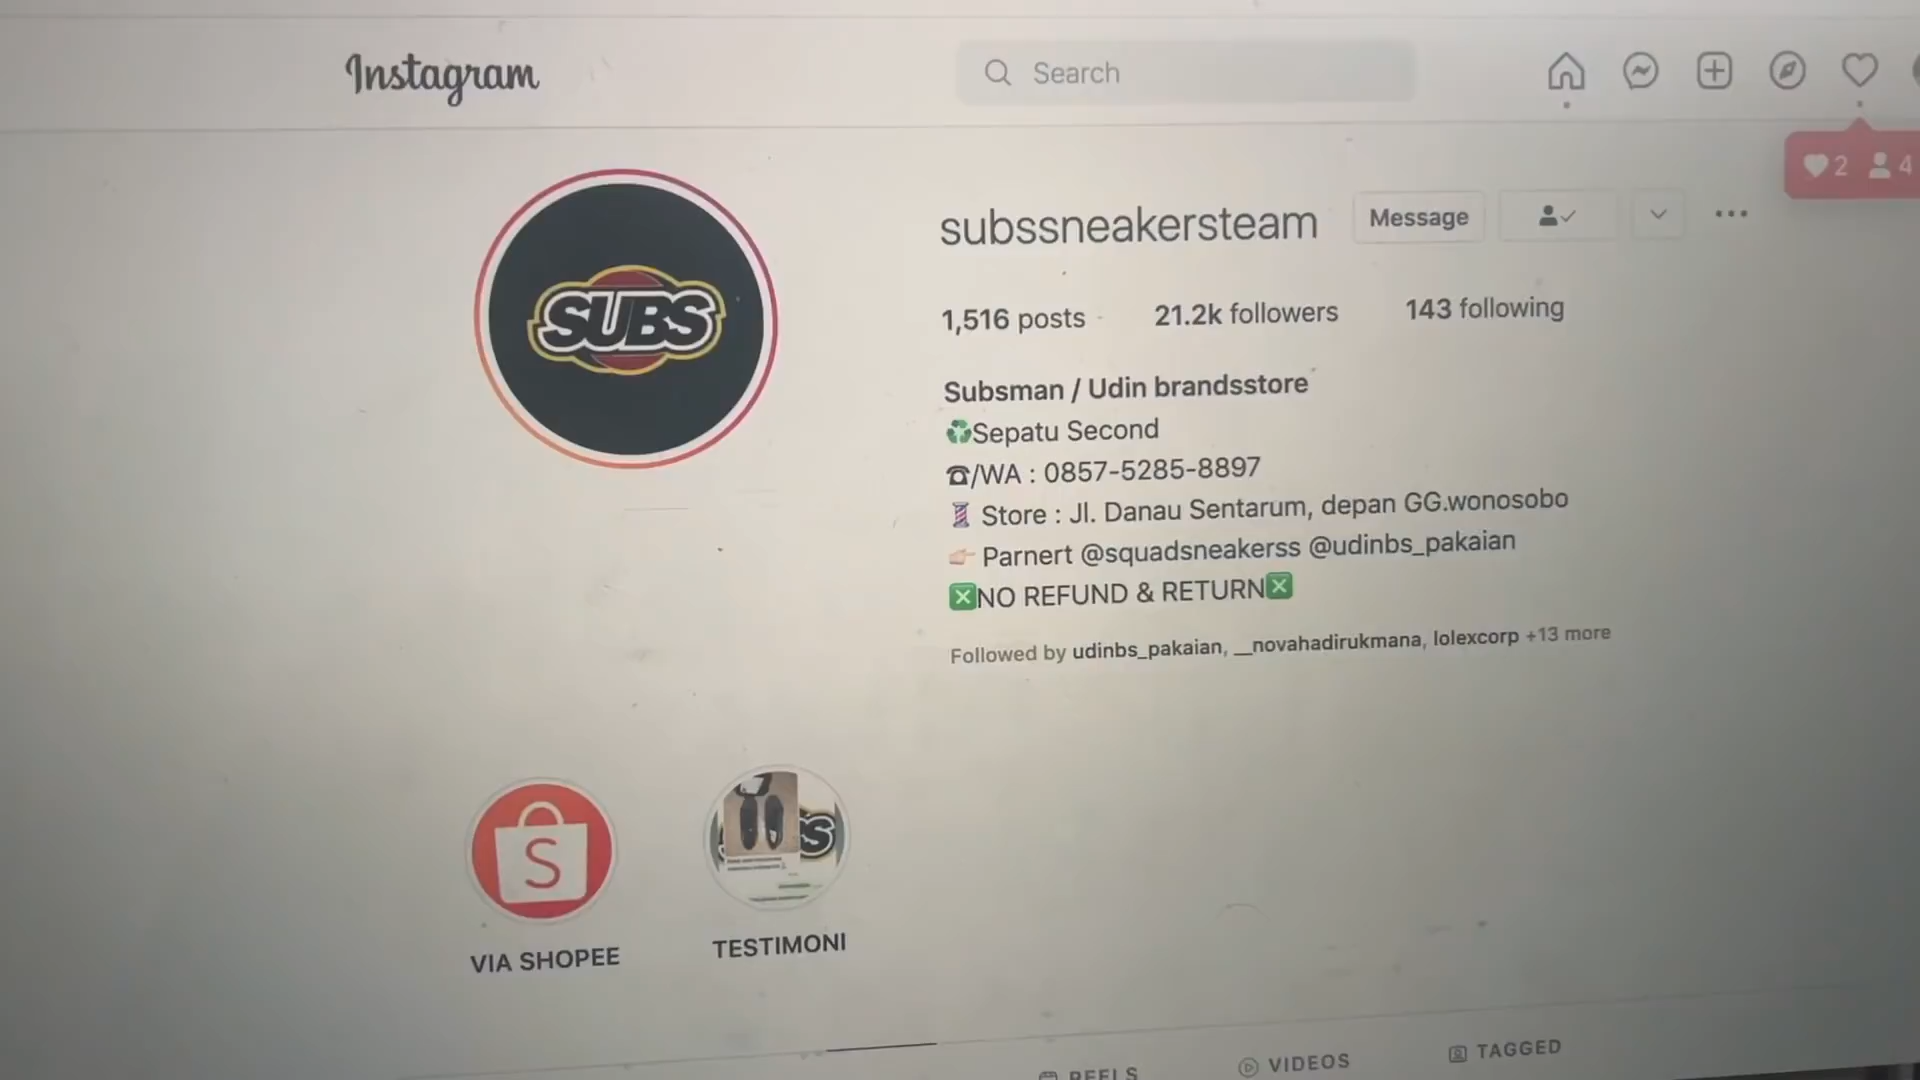 Instagram
Search
2 4
SUBS
subssneakersteam
Message
1,516 posts
21.2k followers
143 following
Subsman / Udin brandsstore
♻️Sepatu Second
☎/WA : 0857-5285-8897
💈 Store : Jl. Danau Sentarum, depan GG.wonosobo
👉🏻 Parnert @squadsneakerss @udinbs_pakaian
❎NO REFUND & RETURN❎
Followed by udinbs_pakaian, __novahadirukmana, lolexcorp +13 more
S
VIA SHOPEE
TESTIMONI
REELS
VIDEOS
TAGGED